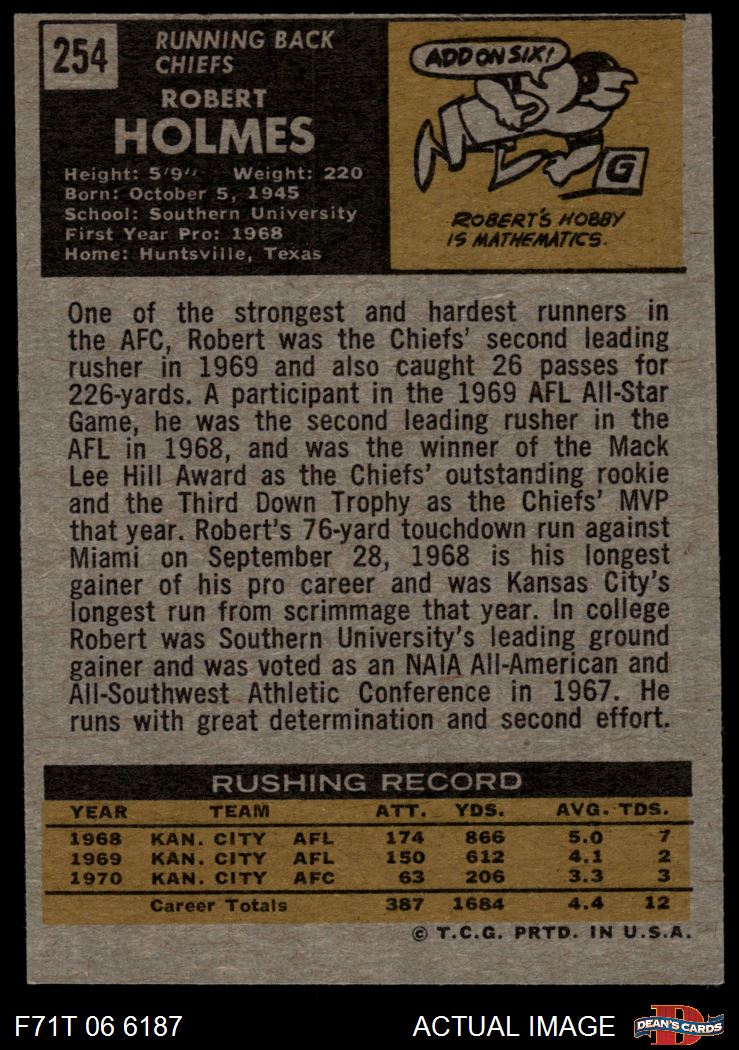 254
RUNNING BACK
CHIEFS
ROBERT
HOLMES
Height: 5'9" Weight: 220
Born: October 5, 1945
School: Southern University
First Year Pro: 1968
Home: Huntsville, Texas
ADD ON SIX!
G
ROBERT'S HOBBY
IS MATHEMATICS.
One of the strongest and hardest runners in
the AFC, Robert was the Chiefs' second leading
rusher in 1969 and also caught 26 passes for
226-yards. A participant in the 1969 AFL All-Star
Game, he was the second leading rusher in the
AFL in 1968, and was the winner of the Mack
Lee Hill Award as the Chiefs' outstanding rookie
and the Third Down Trophy as the Chiefs' MVP
that year. Robert's 76-yard touchdown run against
Miami on September 28, 1968 is his longest
gainer of his pro career and was Kansas City's
longest run from scrimmage that year. In college
Robert was Southern University's leading ground
gainer and was voted as an NAIA All-American and
All-Southwest Athletic Conference in 1967. He
runs with great determination and second effort.
RUSHING RECORD
YEAR TEAM ATT. YDS. AVG. TDS.
1968 KAN. CITY AFL 174 866 5.0 7
1969 KAN. CITY AFL 150 612 4.1 2
1970 KAN. CITY AFC 63 206 3.3 3
Career Totals 387 1684 4.4 12
© T.C.G. PRTD. IN U.S.A.
F71T 06 6187 ACTUAL IMAGE
D
DEAN'S CARDS